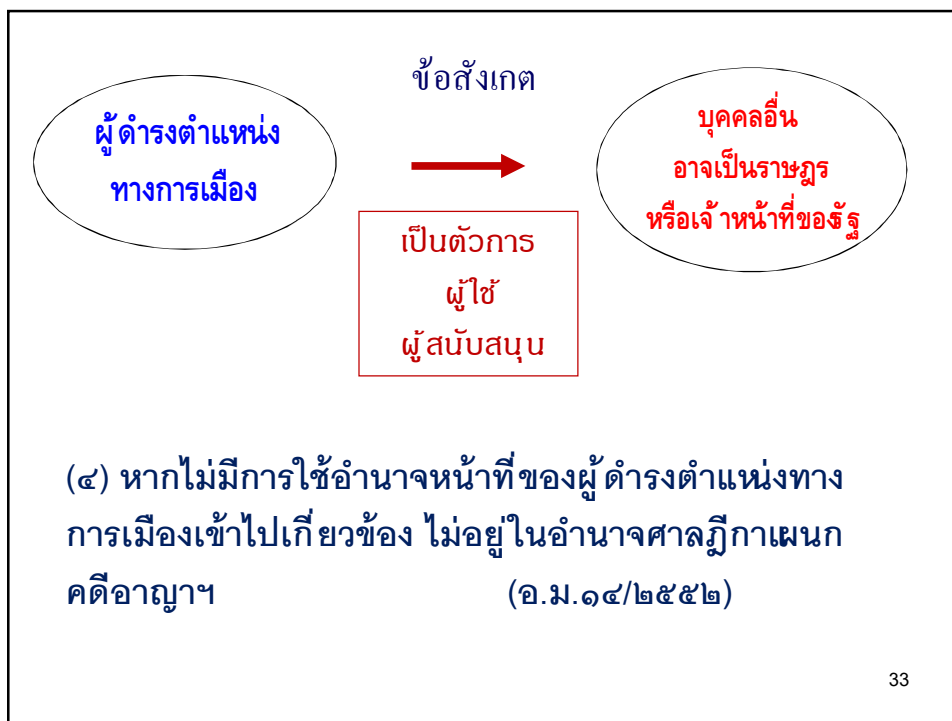 ข้อสังเกต
ผู้ดำรงตำแหน่ง
ทางการเมือง
บุคคลอื่น
อาจเป็นราษฎร
หรือเจ้าหน้าที่ของรัฐ
เป็นตัวการ
ผู้ใช้
ผู้สนับสนุน
(๔) หากไม่มีการใช้อำนาจหน้าที่ของผู้ดำรงตำแหน่งทาง
การเมืองเข้าไปเกี่ยวข้อง ไม่อยู่ในอำนาจศาลฎีกาแผนก
คดีอาญาฯ (อ.ม.๑๔/๒๕๕๒)
33